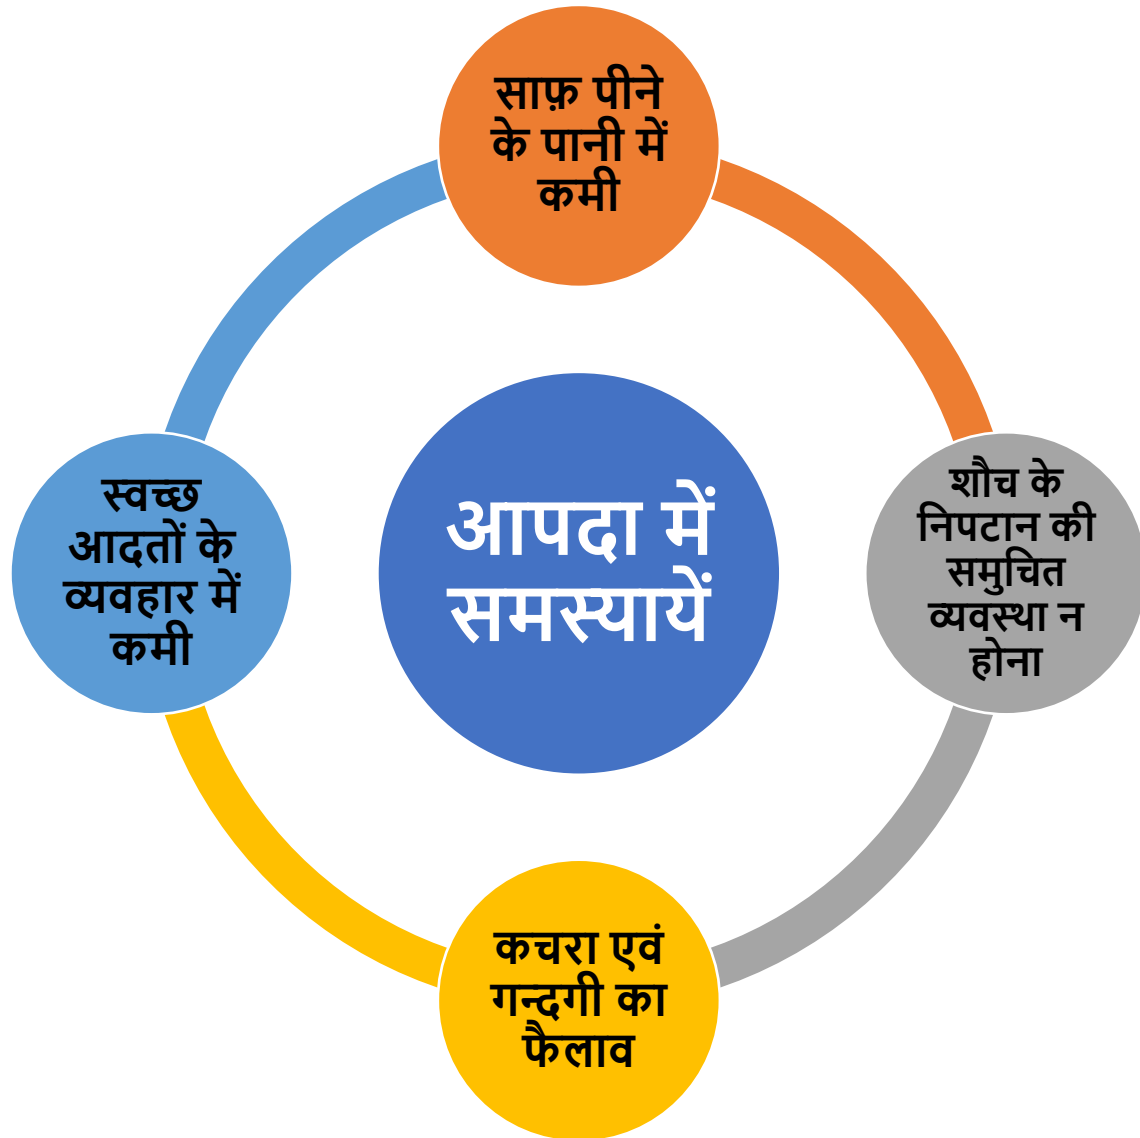 साफ़ पीने
के पानी में
कमी
स्वच्छ
आदतों के
व्यवहार में
कमी
आपदा में
समस्यायें
शौच के
निपटान की
समुचित
व्यवस्था न
होना
कचरा एवं
गन्दगी का
फैलाव